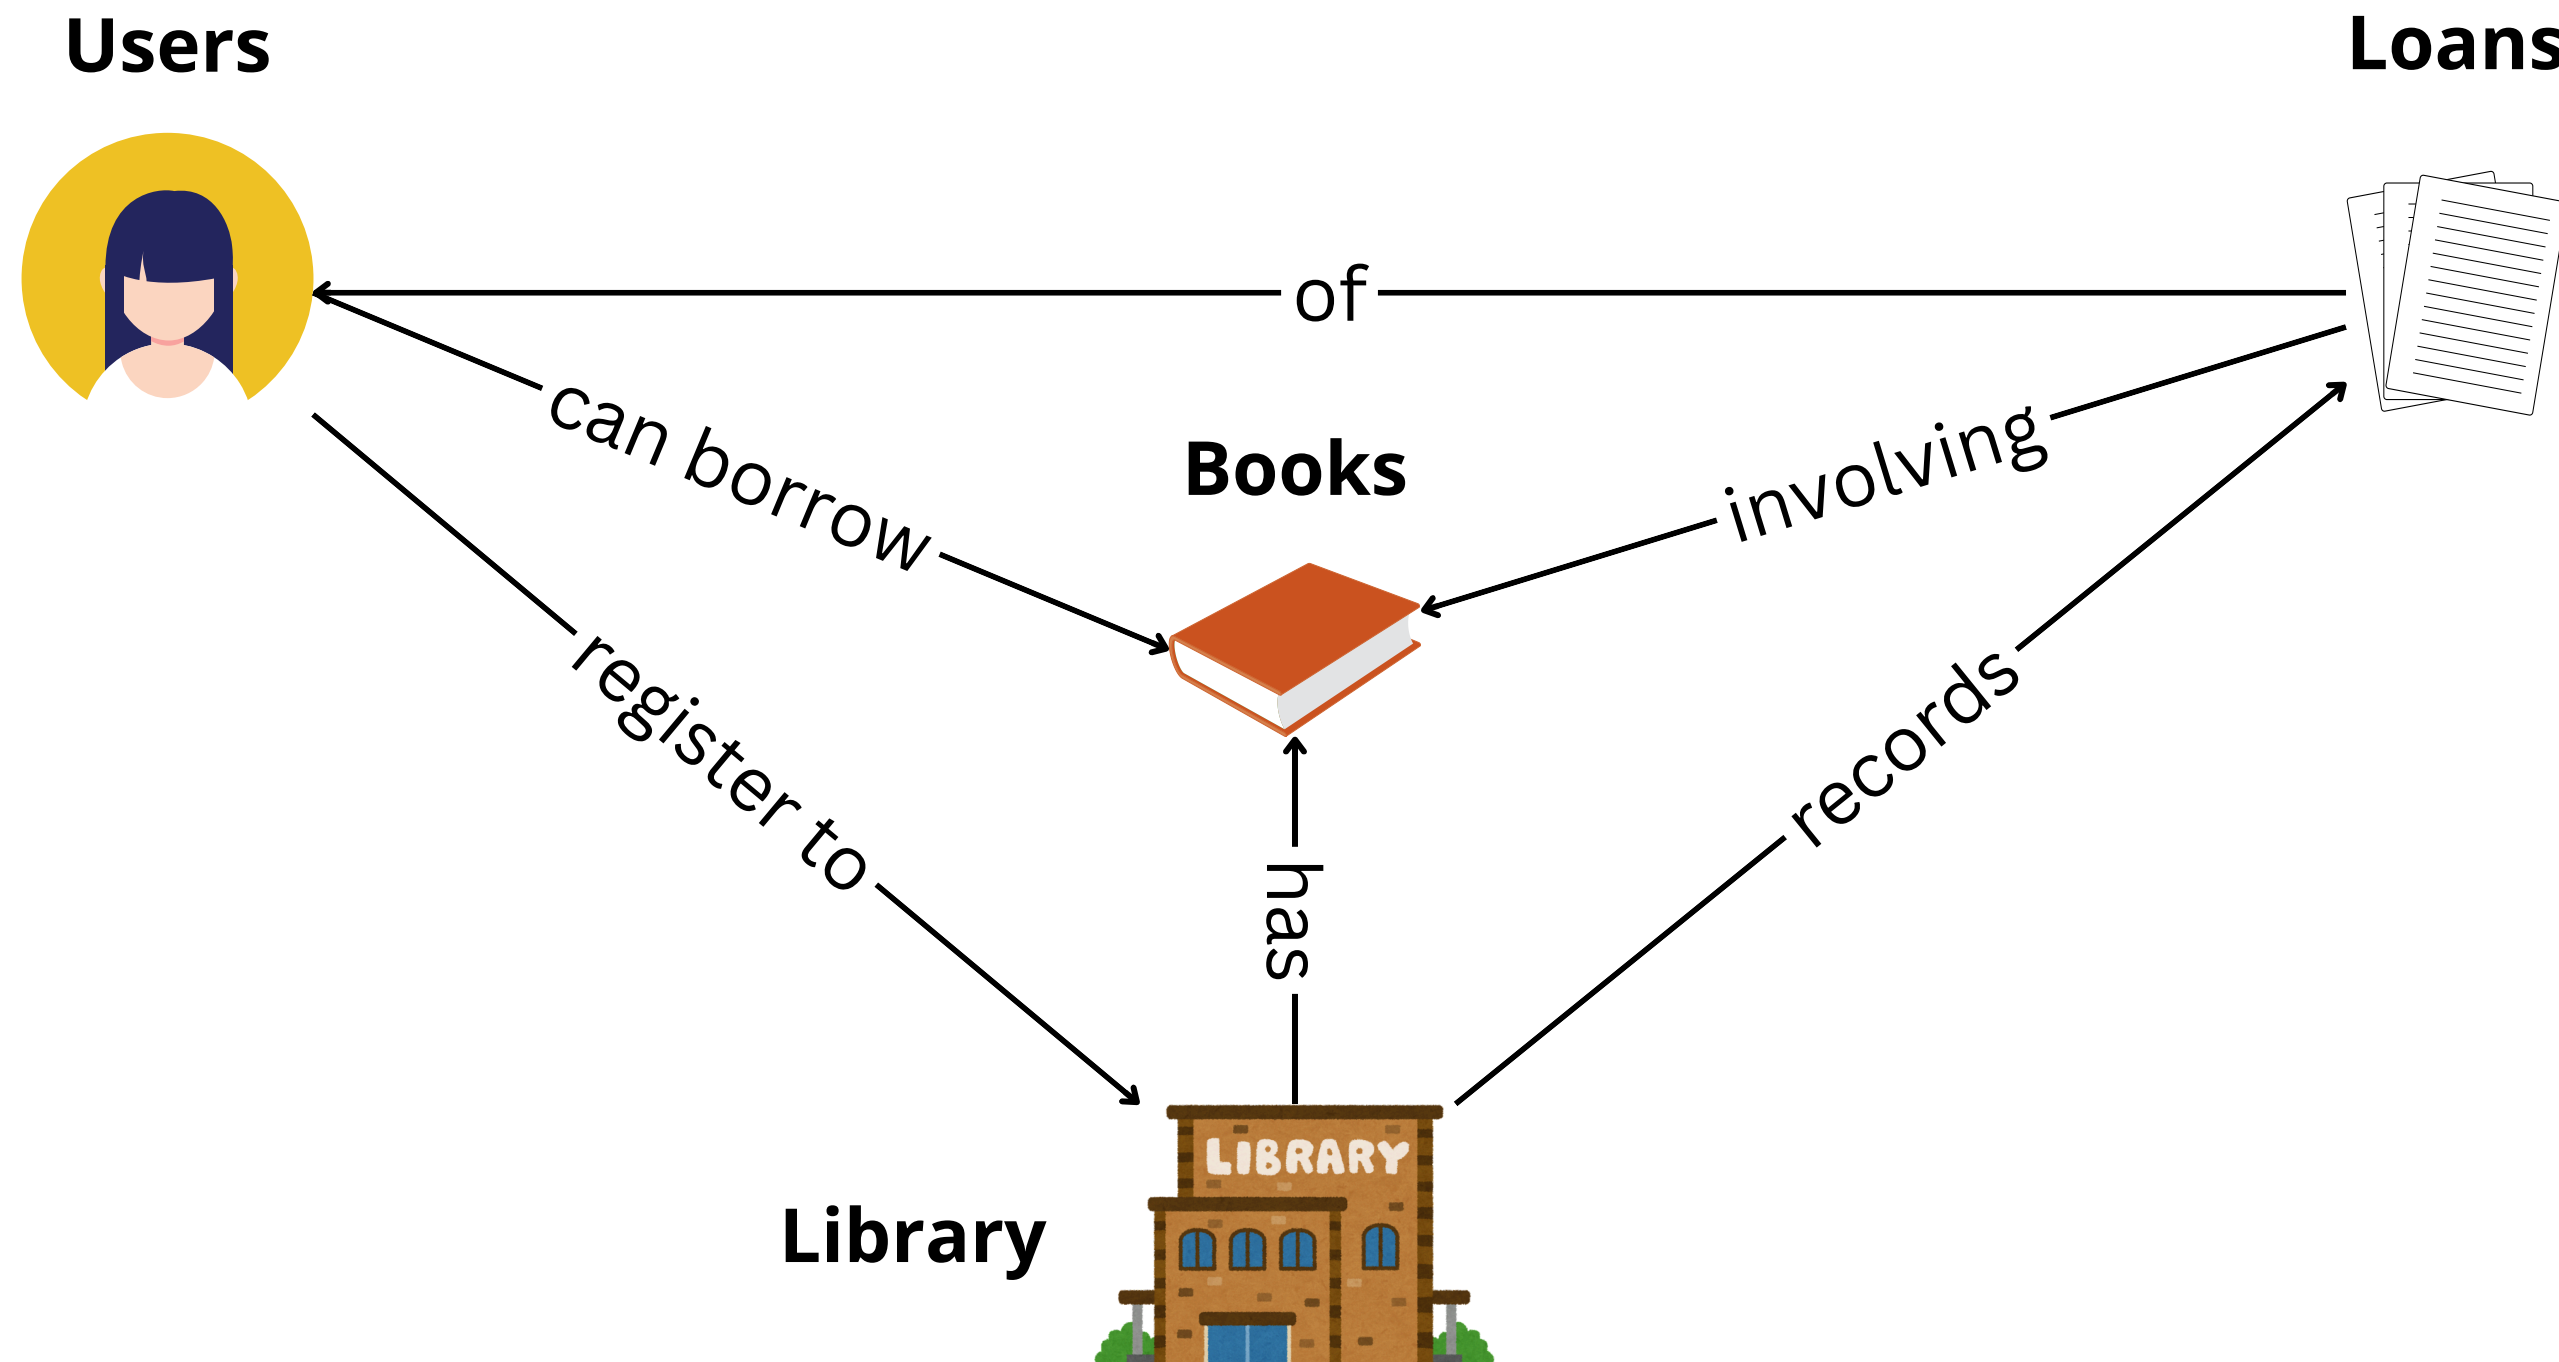 Users
Loans
of
can borrow
Books
involving
register to
records
has
LIBRARY
Library